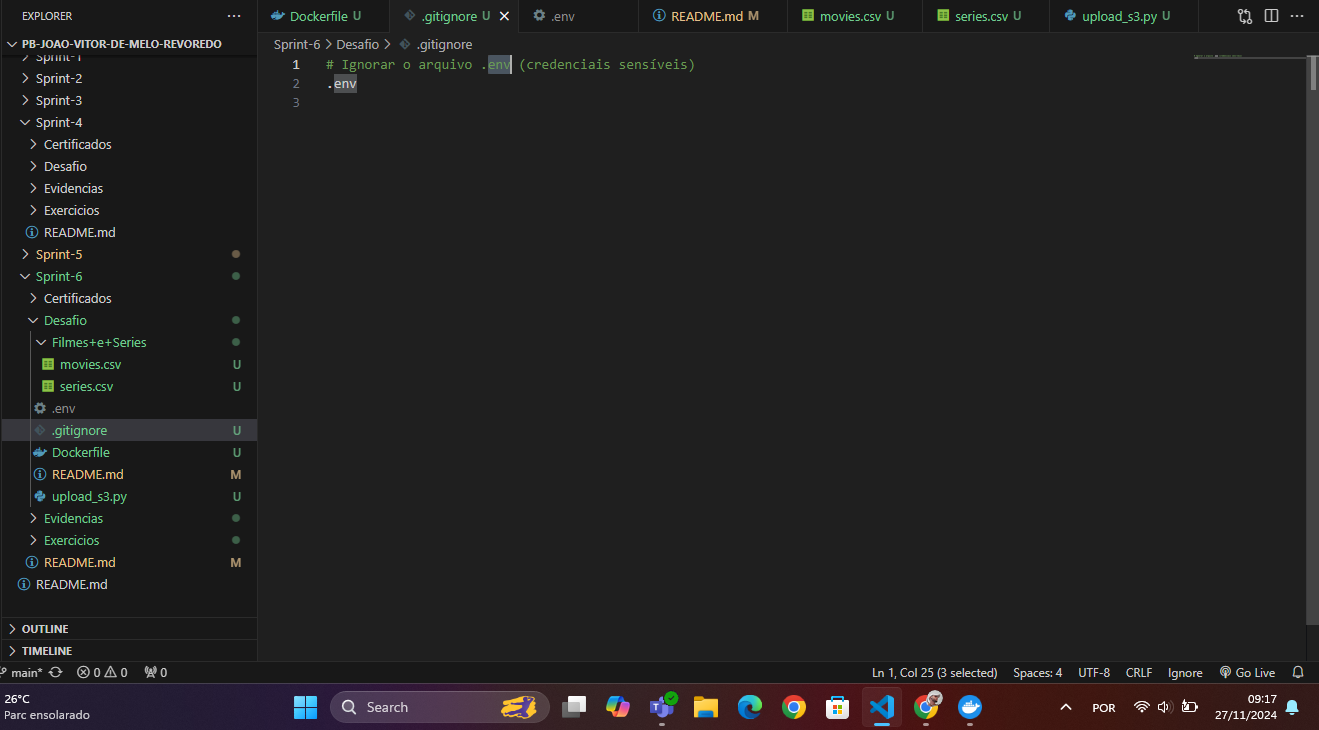 EXPLORER
PB-JOAO-VITOR-DE-MELO-REVOREDO
Sprint-1
Sprint-2
Sprint-3
Sprint-4
Certificados
Desafio
Evidencias
Exercicios
README.md
Sprint-5
Sprint-6
Certificados
Desafio
Filmes+e+Series
movies.csv U
series.csv U
.env
.gitignore U
Dockerfile U
README.md M
upload_s3.py U
Evidencias
Exercicios
README.md M
README.md
OUTLINE
TIMELINE
Dockerfile U
.gitignore U
.env
README.md M
movies.csv U
series.csv U
upload_s3.py U
Sprint-6 > Desafio > .gitignore
1 # Ignorar o arquivo .env (credenciais sensíveis)
2 .env
3
main* 0 0 0
Ln 1, Col 25 (3 selected) Spaces: 4 UTF-8 CRLF Ignore Go Live
26°C
Parc ensolarado
Search
POR
09:17
27/11/2024